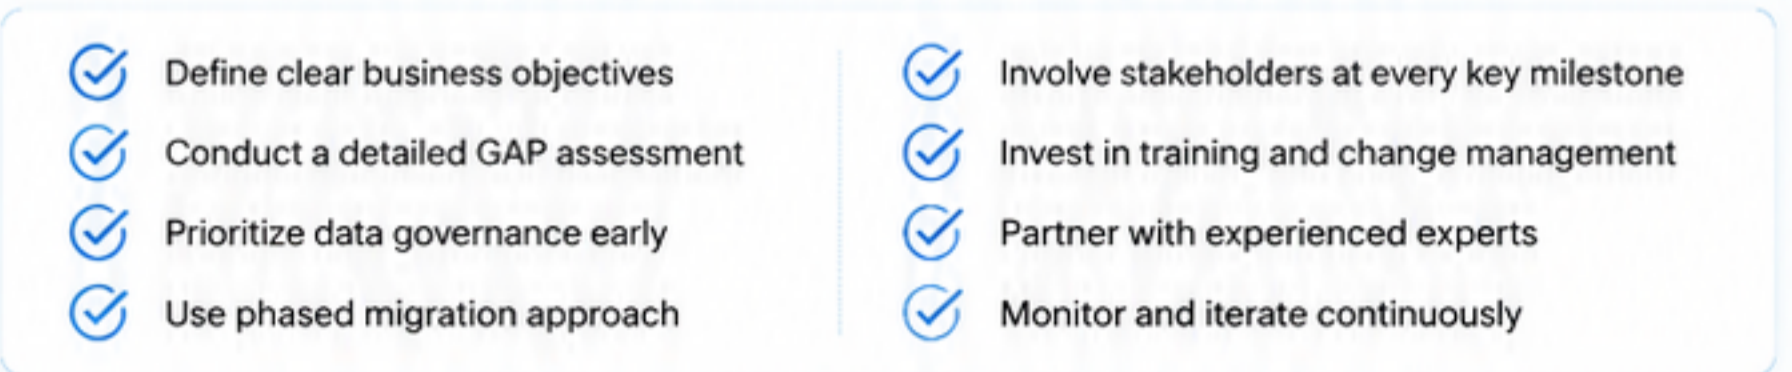 Define clear business objectives
Conduct a detailed GAP assessment
Prioritize data governance early
Use phased migration approach
Involve stakeholders at every key milestone
Invest in training and change management
Partner with experienced experts
Monitor and iterate continuously